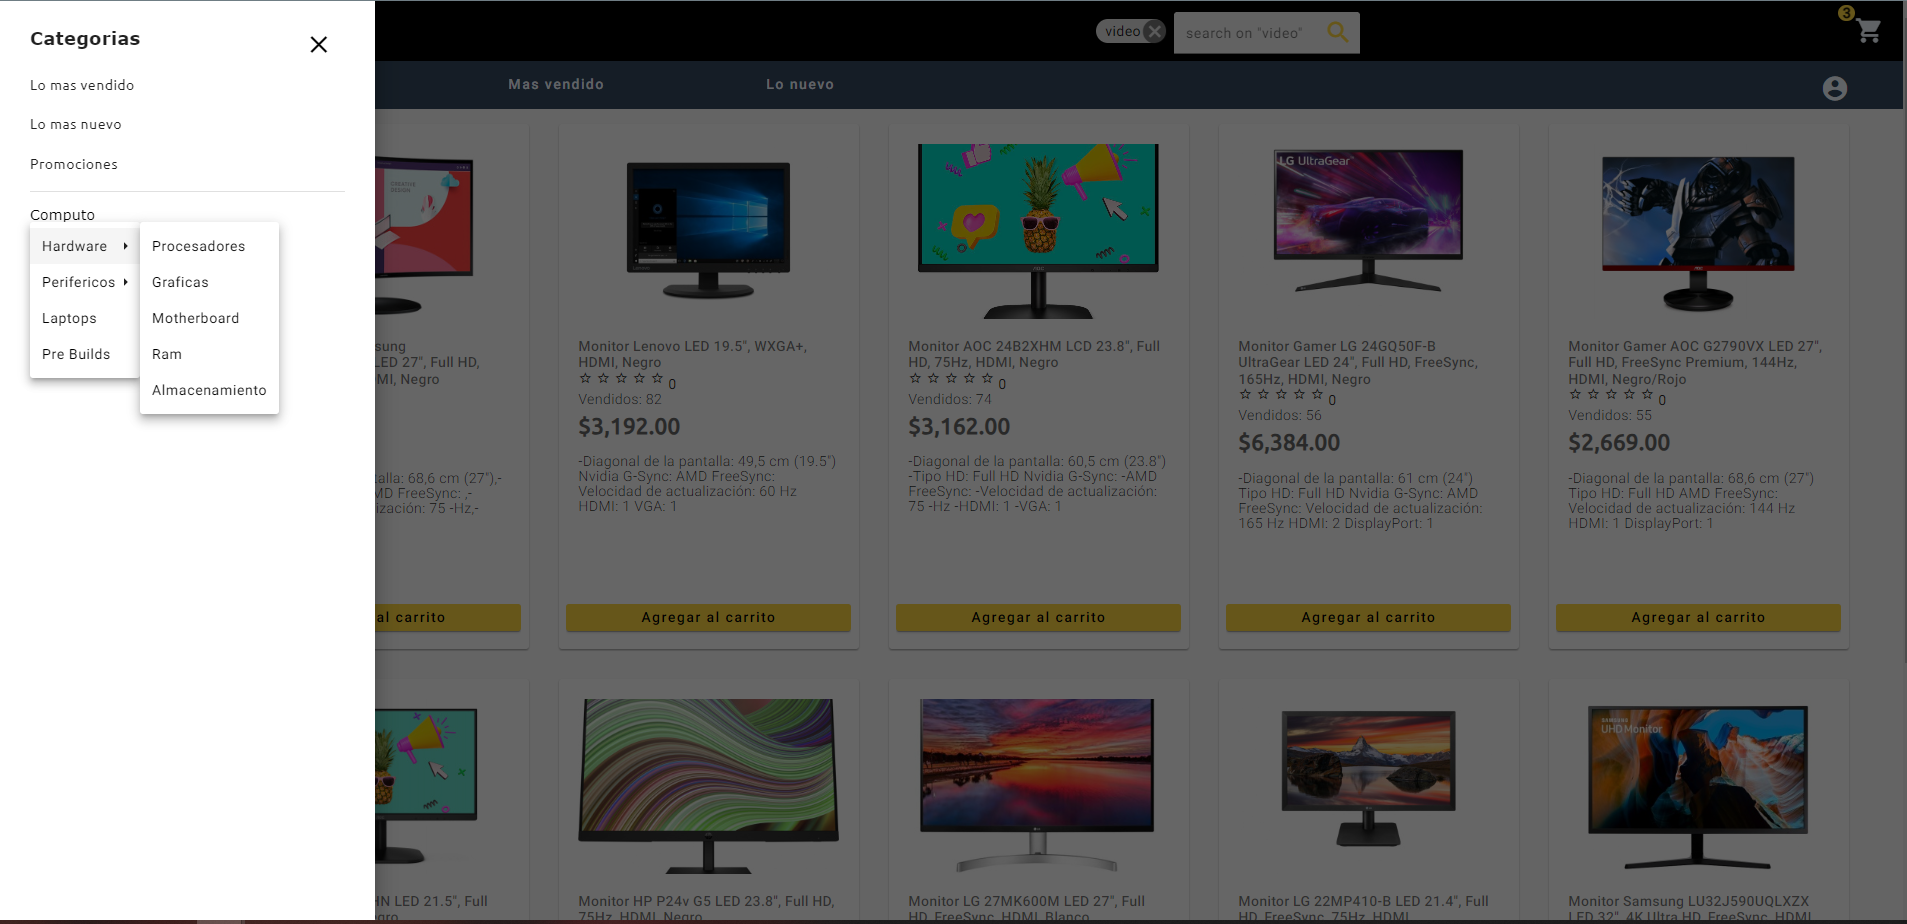 Categorias
Lo mas vendido
Lo mas nuevo
Promociones
Computo
Hardware
Perifericos
Laptops
Pre Builds
Procesadores
Graficas
Motherboard
Ram
Almacenamiento
video
search on "video"
3
Mas vendido
Lo nuevo
CREATIVE
DESIGN
sung
ED 27", Full HD,
MI, Negro
alla: 68,6 cm (27"),-
MD FreeSync: ,-
lización: 75 -Hz,-
al carrito
Monitor Lenovo LED 19.5", WXGA+,
HDMI, Negro
0
Vendidos: 82
$3,192.00
-Diagonal de la pantalla: 49,5 cm (19.5")
Nvidia G-Sync: AMD FreeSync:
Velocidad de actualización: 60 Hz
HDMI: 1 VGA: 1
Agregar al carrito
Monitor AOC 24B2XHM LCD 23.8", Full
HD, 75Hz, HDMI, Negro
0
Vendidos: 74
$3,162.00
-Diagonal de la pantalla: 60,5 cm (23.8")
-Tipo HD: Full HD Nvidia G-Sync: -AMD
FreeSync: -Velocidad de actualización:
75 -Hz -HDMI: 1 -VGA: 1
Agregar al carrito
LG UltraGear
Monitor Gamer LG 24GQ50F-B
UltraGear LED 24", Full HD, FreeSync,
165Hz, HDMI, Negro
0
Vendidos: 56
$6,384.00
-Diagonal de la pantalla: 61 cm (24")
Tipo HD: Full HD Nvidia G-Sync: AMD
FreeSync: Velocidad de actualización:
165 Hz HDMI: 2 DisplayPort: 1
Agregar al carrito
Monitor Gamer AOC G2790VX LED 27",
Full HD, FreeSync Premium, 144Hz,
HDMI, Negro/Rojo
0
Vendidos: 55
$2,669.00
-Diagonal de la pantalla: 68,6 cm (27")
Tipo HD: Full HD AMD FreeSync:
Velocidad de actualización: 144 Hz
HDMI: 1 DisplayPort: 1
Agregar al carrito
HN LED 21.5", Full
egro
Monitor HP P24v G5 LED 23.8", Full HD,
75Hz, HDMI, Negro
Monitor LG 27MK600M LED 27", Full
HD, FreeSync, HDMI, Blanco
Monitor LG 22MP410-B LED 21.4", Full
HD, FreeSync, 75Hz, HDMI,
SAMSUNG
UHD Monitor
Monitor Samsung LU32J590UQLXZX
LED 32", 4K Ultra HD, FreeSync, HDMI,